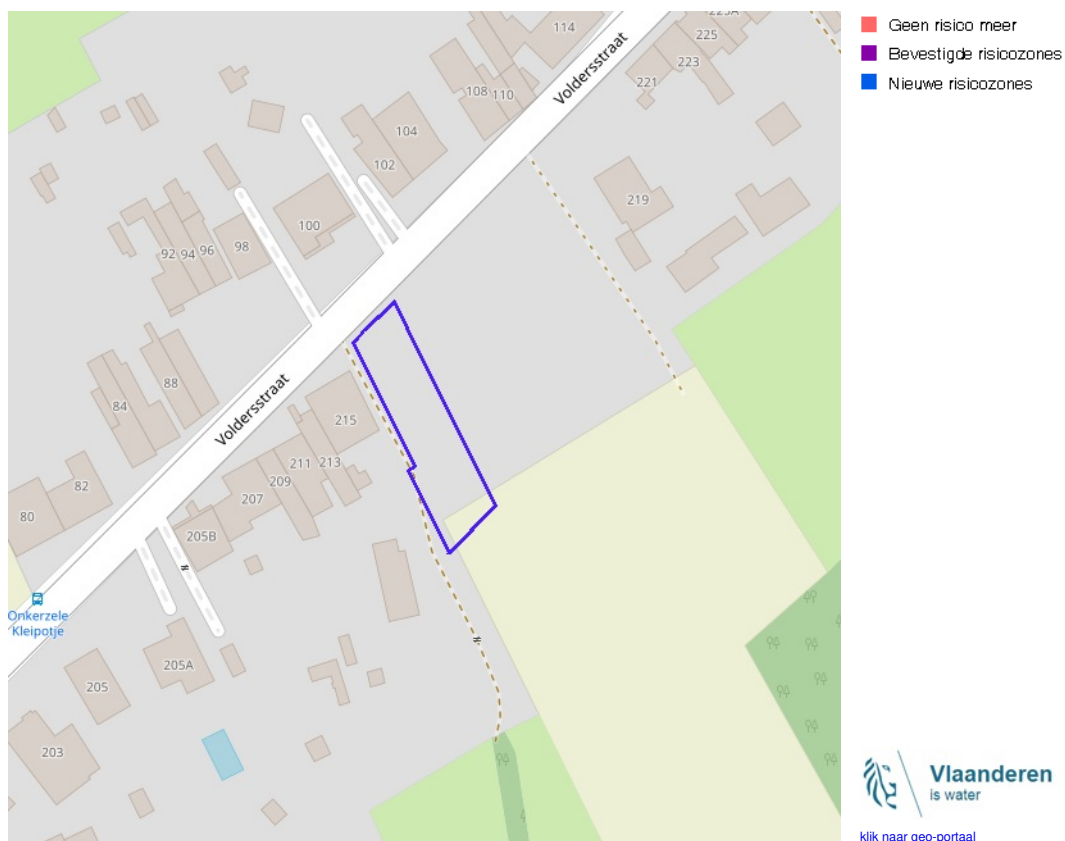 Geen risico meer
Bevestigde risicozones
Nieuwe risicozones
114
223A
225
223
221
108
110
Voldersstraat
104
102
219
100
98
96
94
92
88
84
82
80
Voldersstraat
215
213
211
209
207
205B
Onkerzele
Kleipotje
205A
205
203
Vlaanderen
is water
klik naar geo-portaal